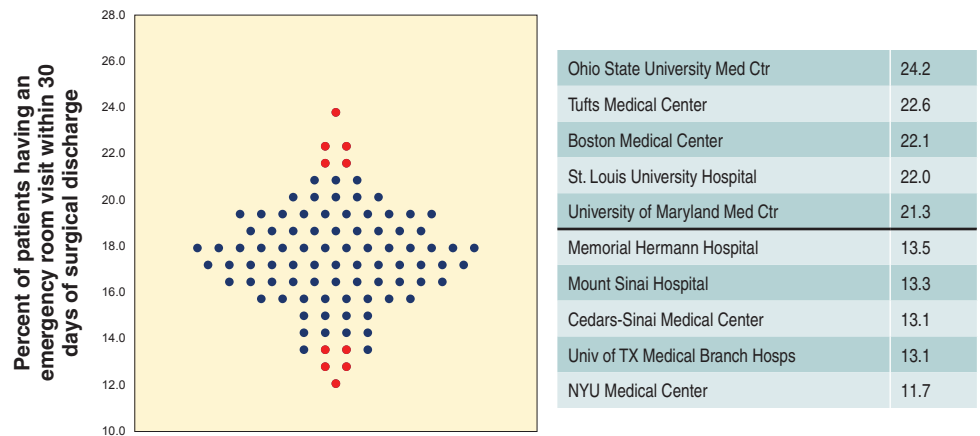 Percent of patients having an
emergency room visit within 30
days of surgical discharge
28.0
26.0
24.0
22.0
20.0
18.0
16.0
14.0
12.0
10.0
Ohio State University Med Ctr 24.2
Tufts Medical Center 22.6
Boston Medical Center 22.1
St. Louis University Hospital 22.0
University of Maryland Med Ctr 21.3
Memorial Hermann Hospital 13.5
Mount Sinai Hospital 13.3
Cedars-Sinai Medical Center 13.1
Univ of TX Medical Branch Hosps 13.1
NYU Medical Center 11.7